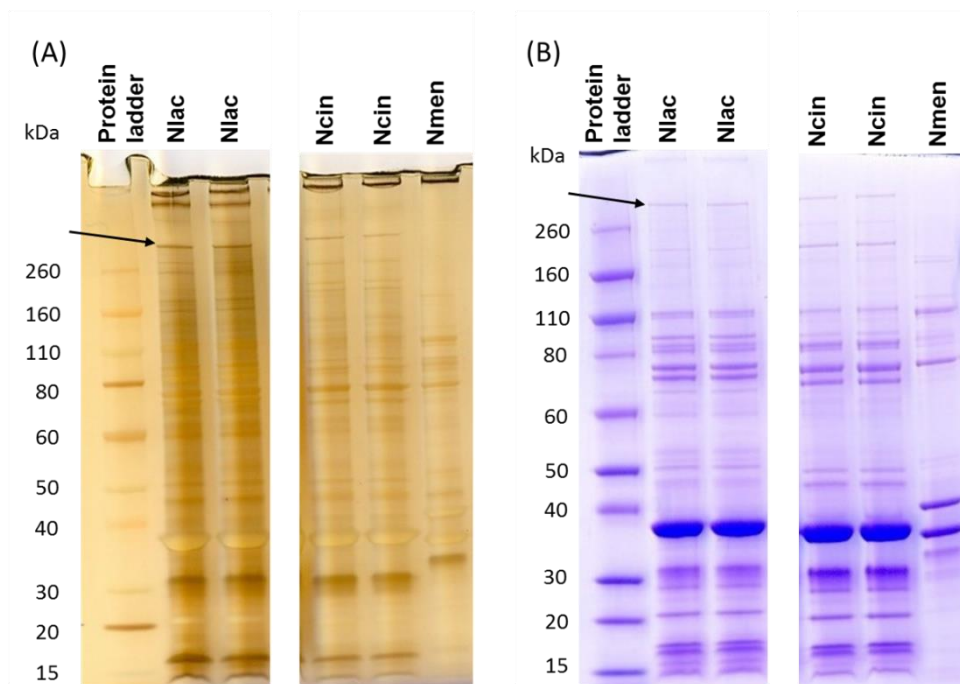 (A)
kDa
Protein
ladder
Nlac
Nlac
Ncin
Ncin
Nmen
260
160
110
80
60
50
40
30
20
15
(B)
kDa
Protein
ladder
Nlac
Nlac
Ncin
Ncin
Nmen
260
160
110
80
60
50
40
30
20
15